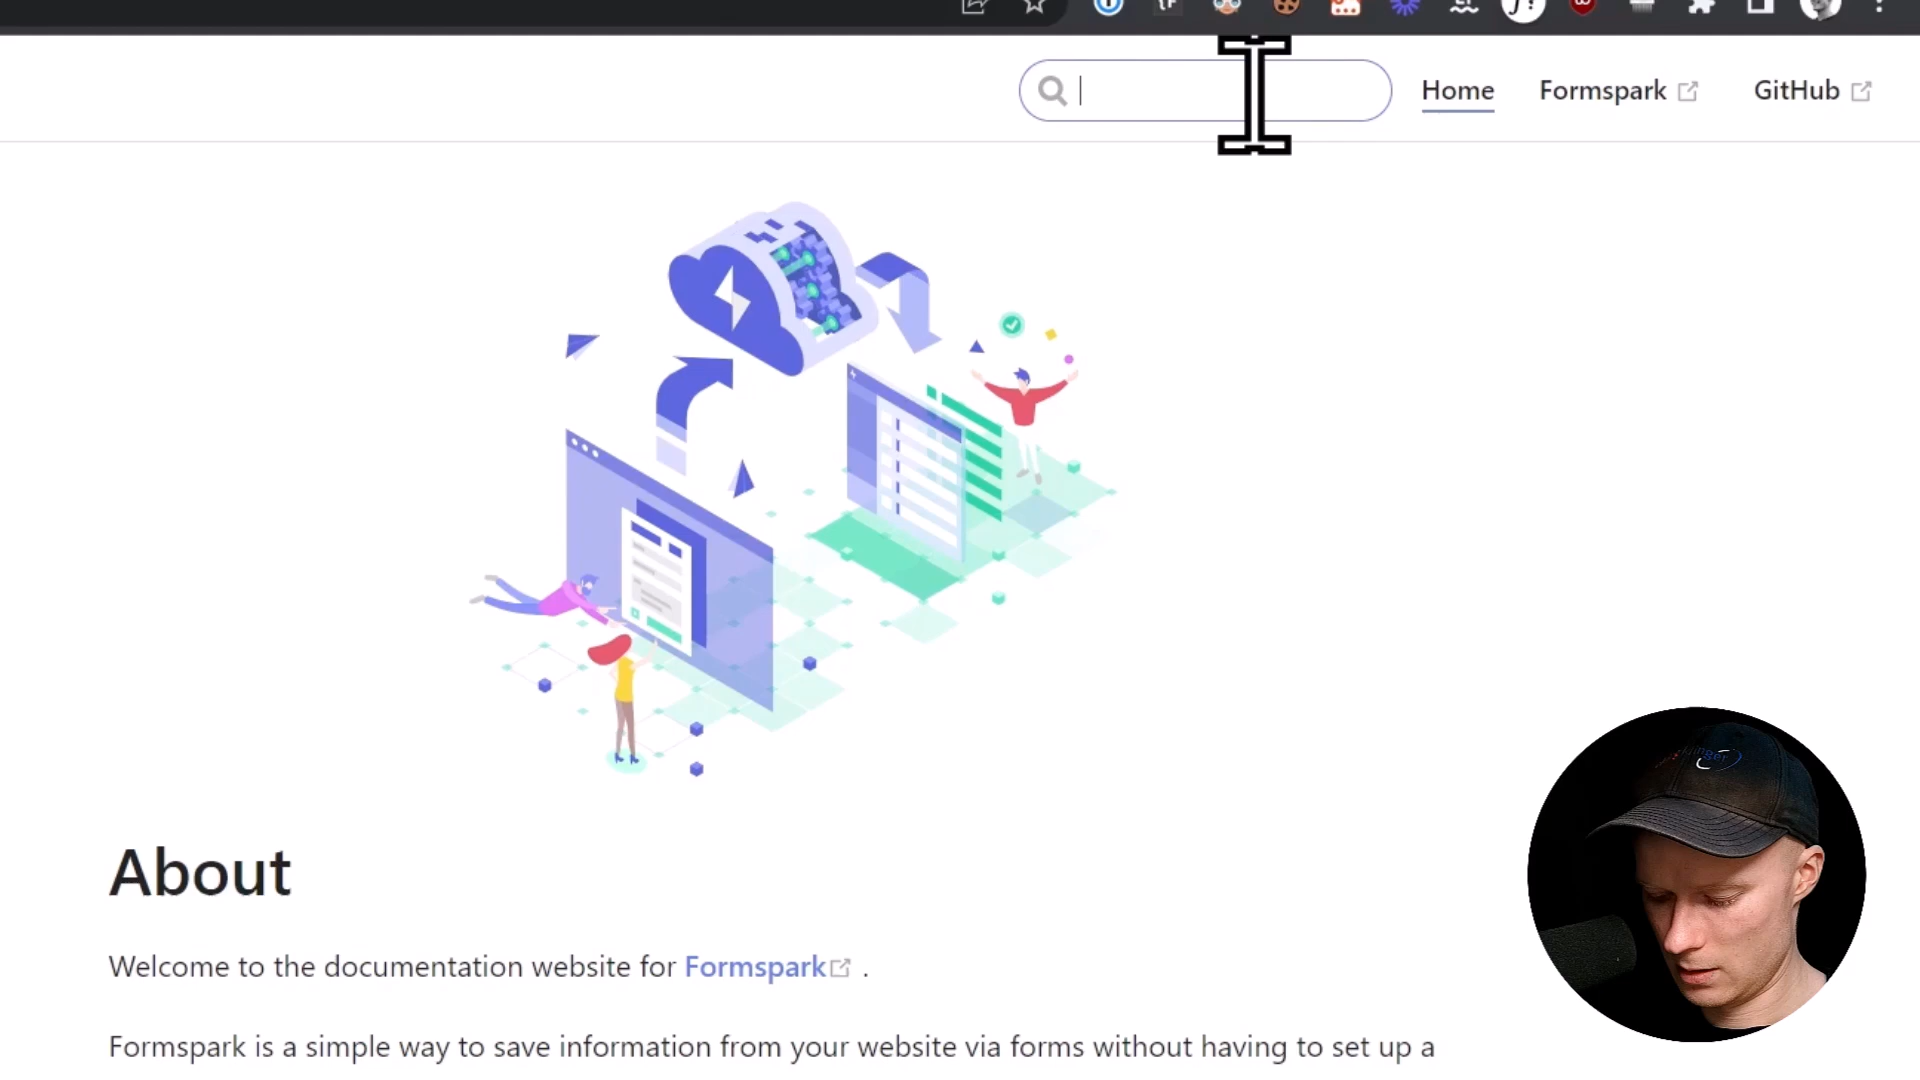 Home
Formspark
GitHub
About
Welcome to the documentation website for Formspark .
Formspark is a simple way to save information from your website via forms without having to set up a